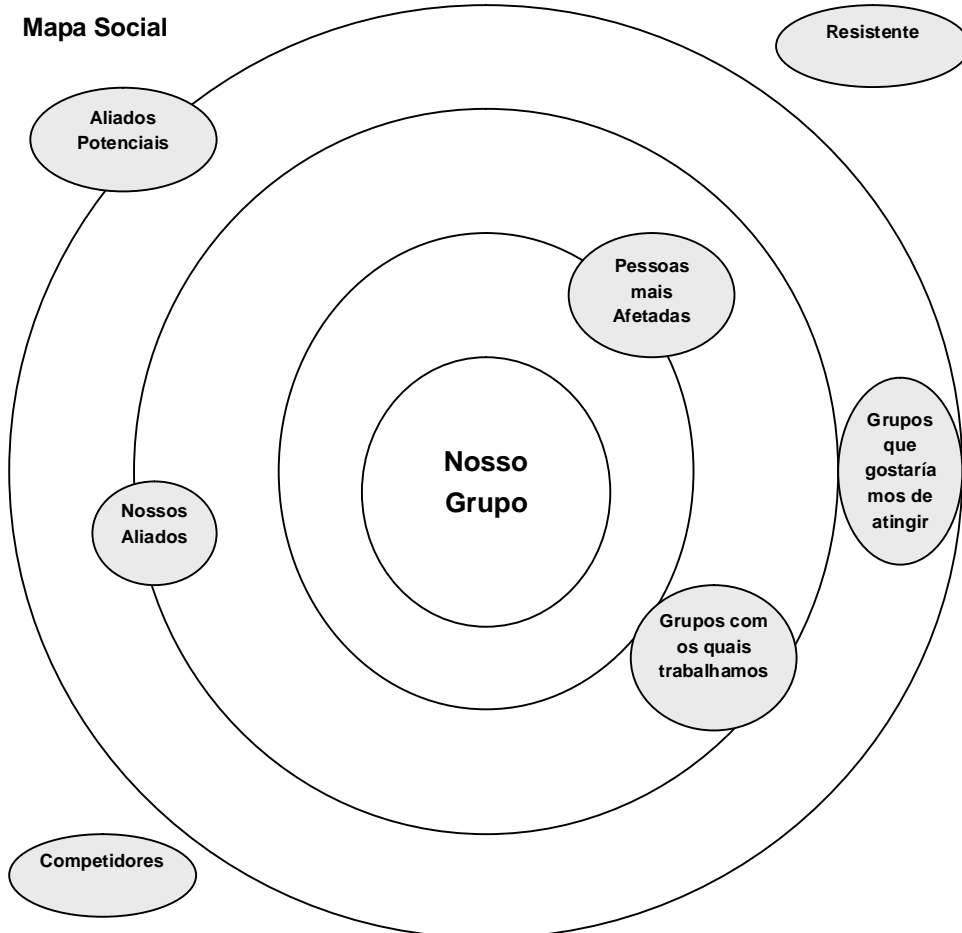 Mapa Social
Resistente
Aliados
Potenciais
Pessoas
mais
Afetadas
Nosso
Grupo
Grupos
que
gostaría
mos de
atingir
Nossos
Aliados
Grupos com
os quais
trabalhamos
Competidores